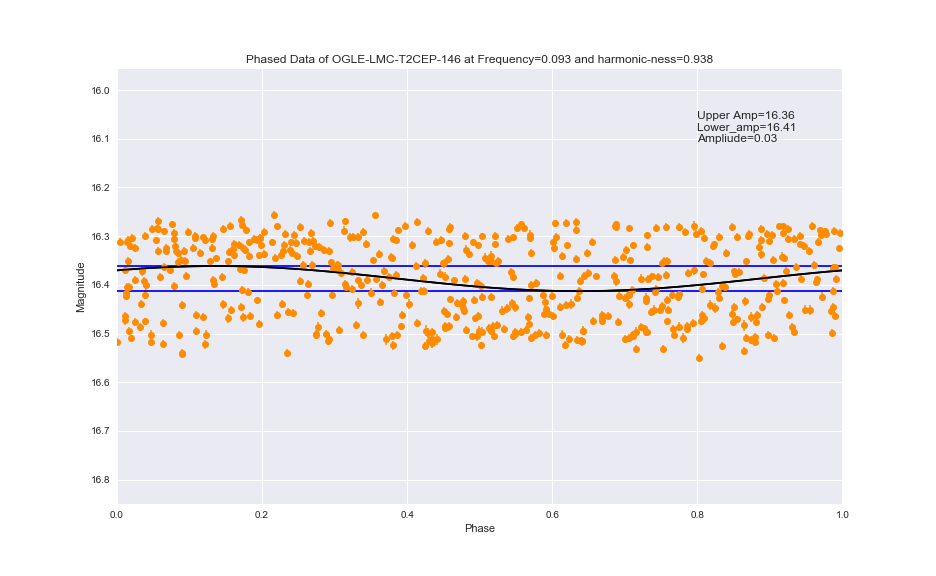 Phased Data of OGLE-LMC-T2CEP-146 at Frequency=0.093 and harmonic-ness=0.938
Upper Amp=16.36
Lower_amp=16.41
Ampliude=0.03
16.0
16.1
16.2
16.3
16.4
16.5
16.6
16.7
16.8
Magnitude
0.0 0.2 0.4 0.6 0.8 1.0
Phase